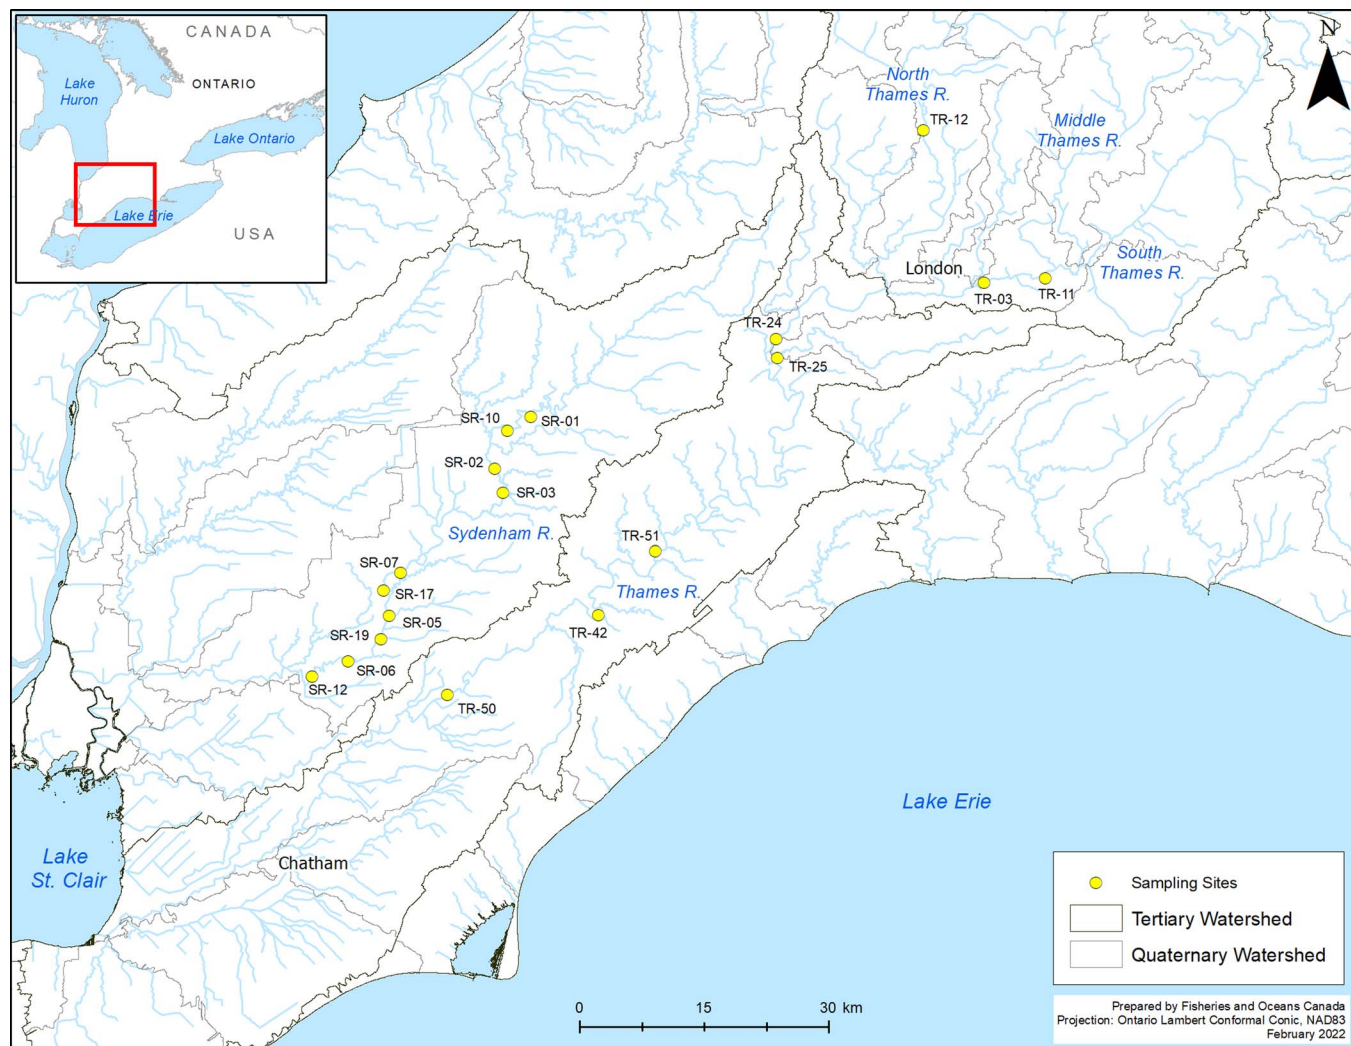 CANADA
Lake
Huron
ONTARIO
Lake Ontario
Lake Erie
USA
N
North
Thames R.
TR-12
Middle
Thames R.
South
Thames R.
London
TR-03
TR-11
TR-24
TR-25
SR-10
SR-01
SR-02
SR-03
Sydenham R.
TR-51
SR-07
SR-17
Thames R.
SR-05
TR-42
SR-19
SR-06
SR-12
TR-50
Lake Erie
Lake
St. Clair
Chatham
Sampling Sites
Tertiary Watershed
Quaternary Watershed
0 15 30 km
Prepared by Fisheries and Oceans Canada
Projection: Ontario Lambert Conformal Conic, NAD83
February 2022